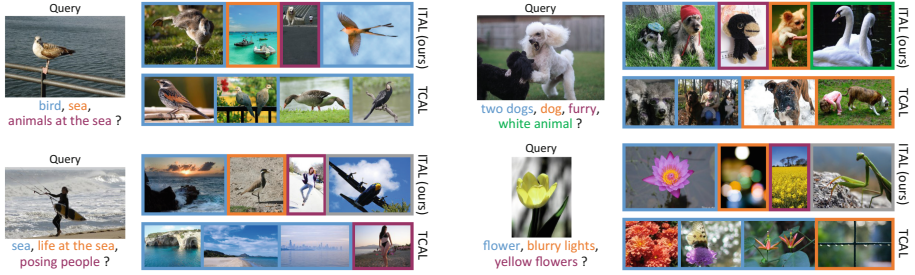 Query
bird, sea,
animals at the sea ?
ITAL (ours)
TCAL
Query
two dogs, dog, furry,
white animal ?
ITAL (ours)
TCAL
Query
sea, life at the sea,
posing people ?
ITAL (ours)
TCAL
Query
flower, blurry lights,
yellow flowers ?
ITAL (ours)
TCAL